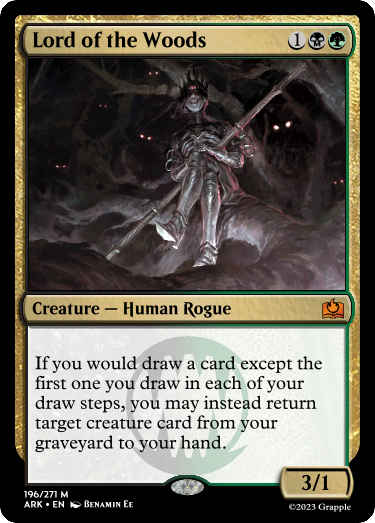 Lord of the Woods 1
Creature — Human Rogue
If you would draw a card except the
first one you draw in each of your
draw steps, you may instead return
target creature card from your
graveyard to your hand.
3/1
196/271 M
ARK • EN Benamin Ee
©2023 Grapple